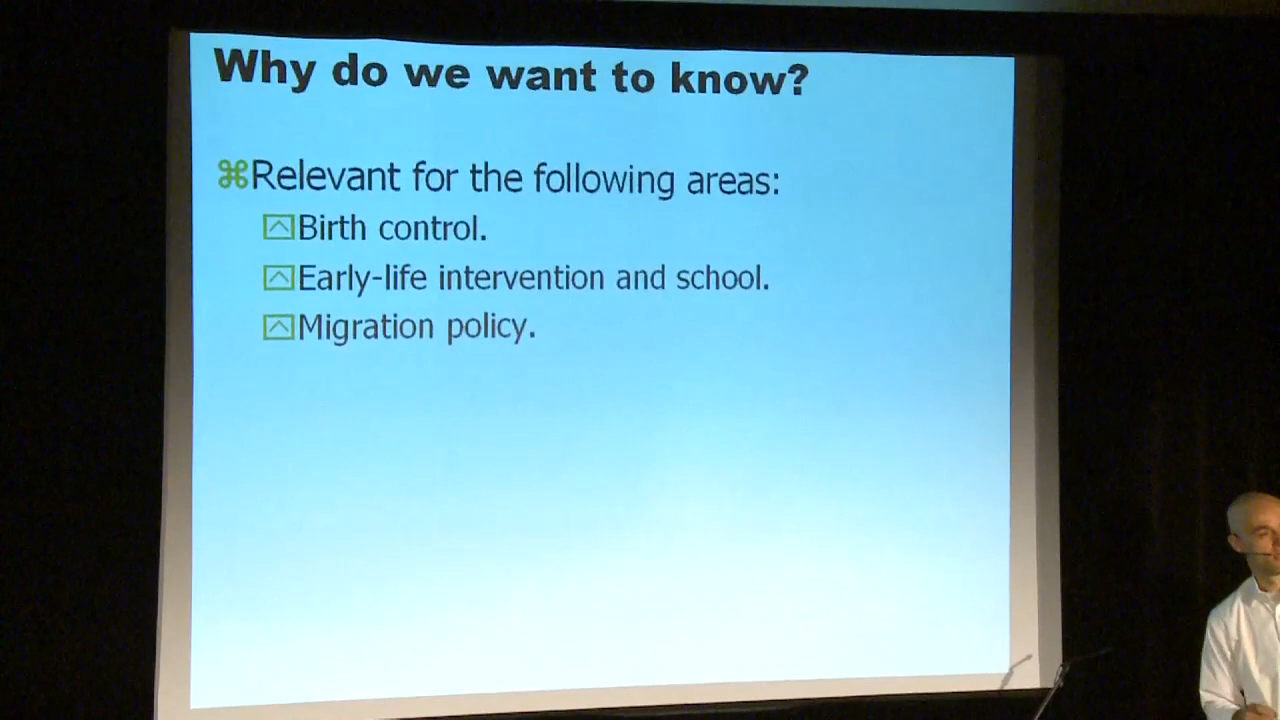 Why do we want to know?
⌘Relevant for the following areas:
Birth control.
Early-life intervention and school.
Migration policy.